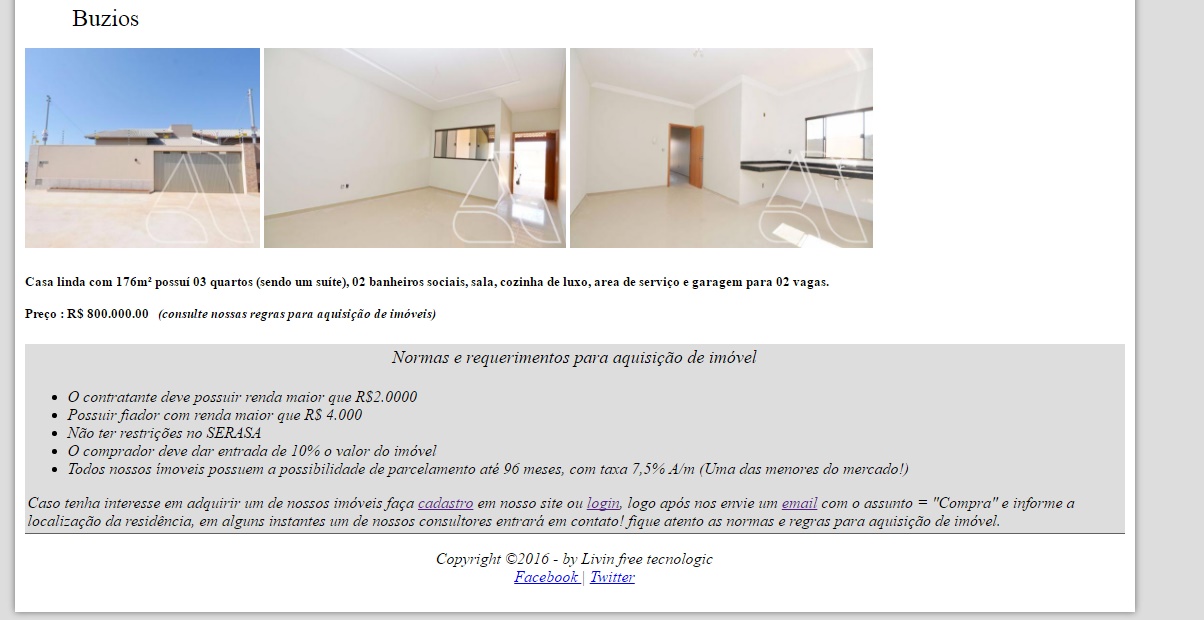 Buzios
Casa linda com 176m² possuí 03 quartos (sendo um suíte), 02 banheiros sociais, sala, cozinha de luxo, area de serviço e garagem para 02 vagas.
Preço : R$ 800.000.00 (consulte nossas regras para aquisição de imóveis)
Normas e requerimentos para aquisição de imóvel
• O contratante deve possuir renda maior que R$2.0000
• Possuir fiador com renda maior que R$ 4.000
• Não ter restrições no SERASA
• O comprador deve dar entrada de 10% o valor do imóvel
• Todos nossos ímoveis possuem a possibilidade de parcelamento até 96 meses, com taxa 7,5% A/m (Uma das menores do mercado!)
Caso tenha interesse em adquirir um de nossos imóveis faça cadastro em nosso site ou login, logo após nos envie um email com o assunto = "Compra" e informe a
localização da residência, em alguns instantes um de nossos consultores entrará em contato! fique atento as normas e regras para aquisição de imóvel.
Copyright ©2016 - by Livin free tecnologic
Facebook | Twitter